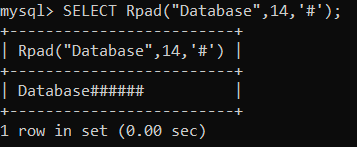 mysql> SELECT Rpad("Database",14,'#');
+-------------------------+
| Rpad("Database",14,'#') |
+-------------------------+
| Database######          |
+-------------------------+
1 row in set (0.00 sec)